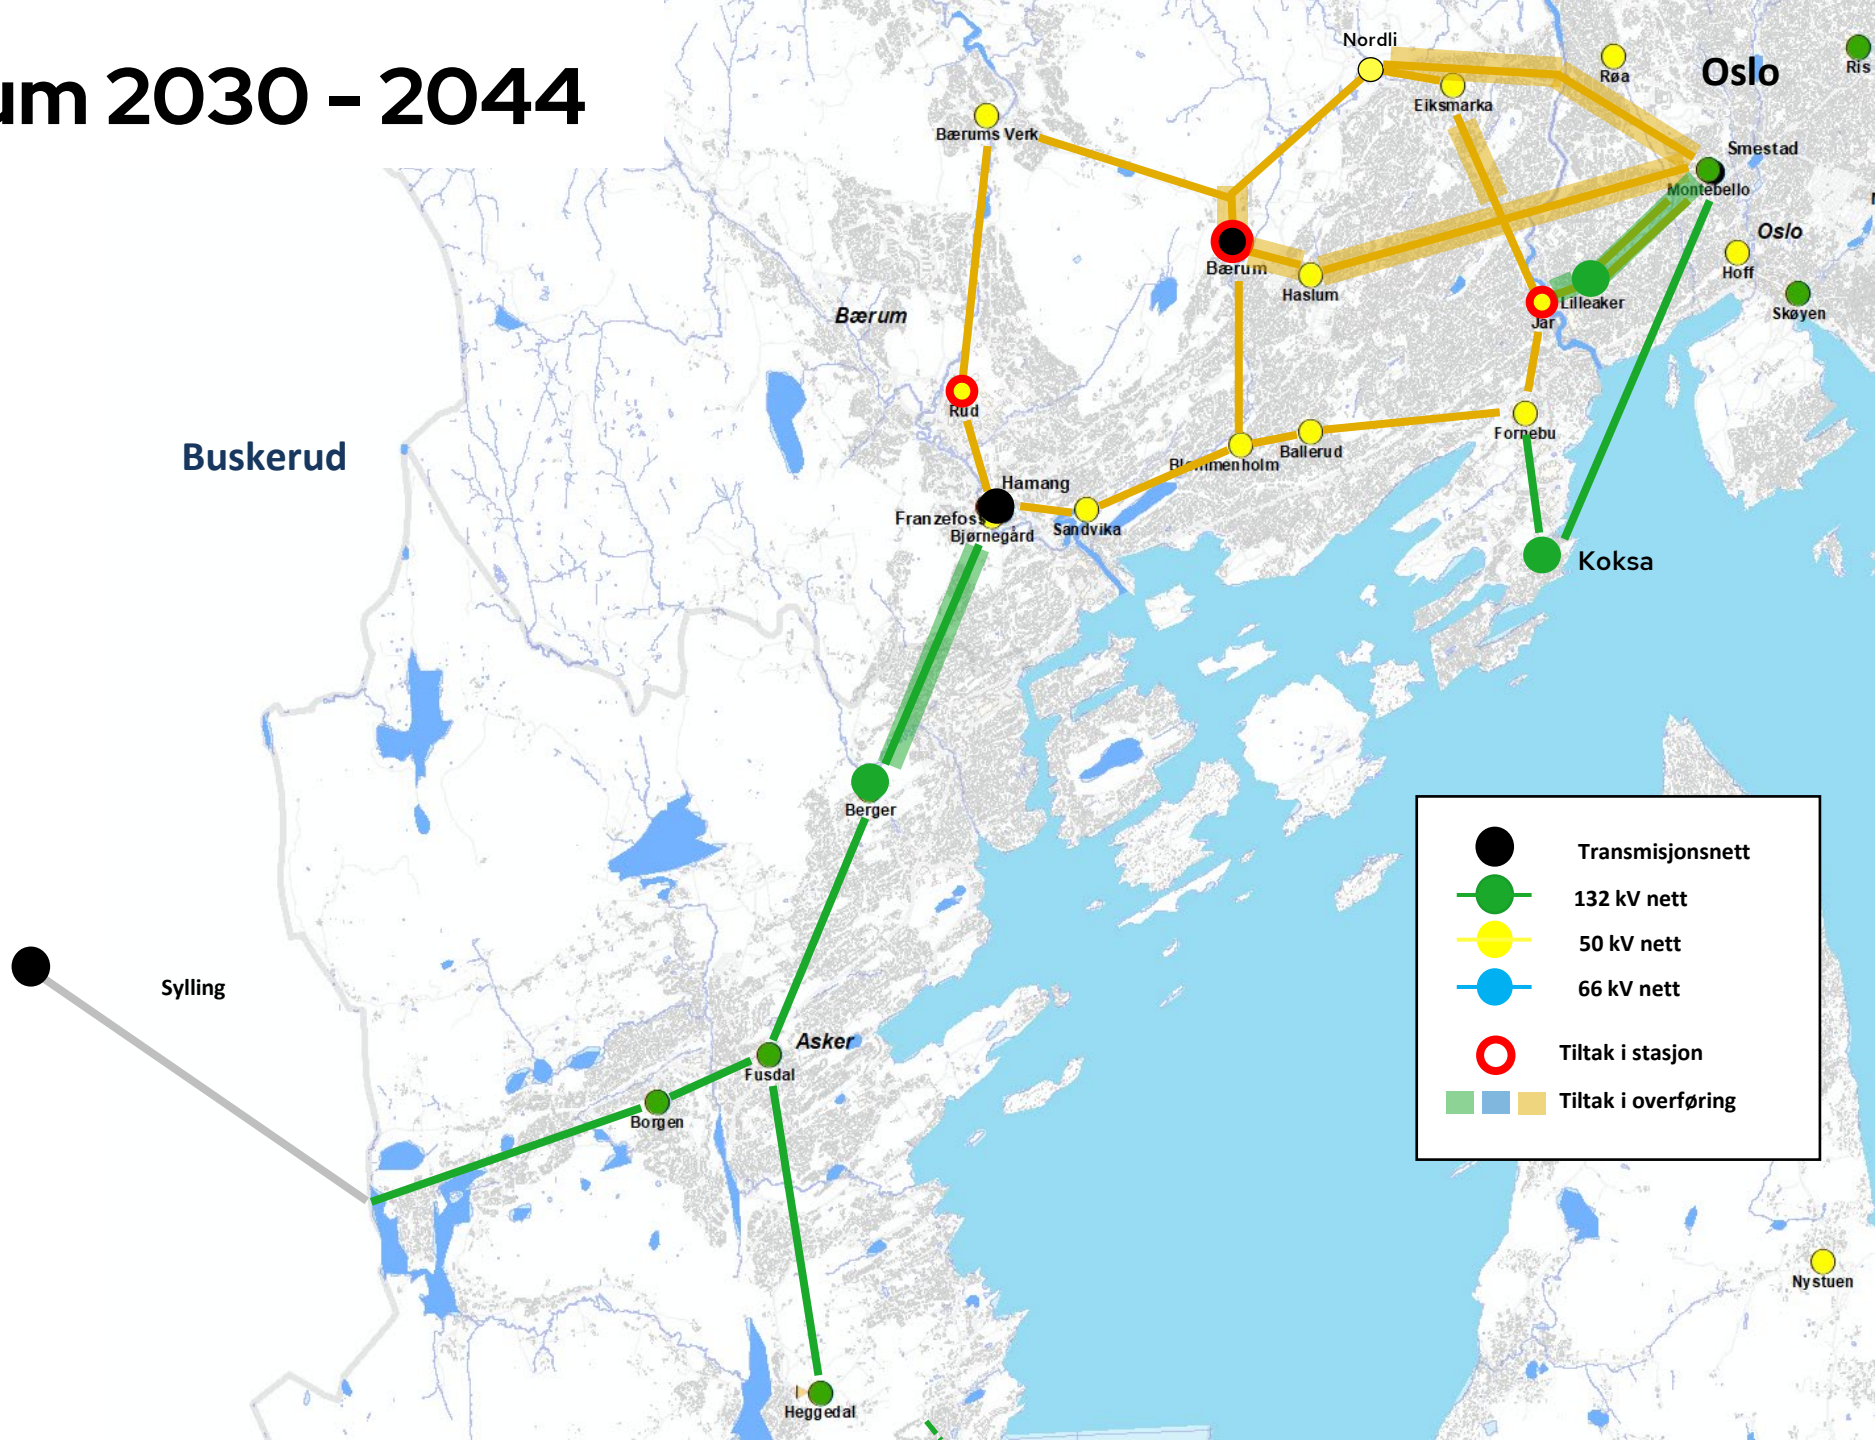 um 2030 - 2044
Nordli
Oslo
Røa
Ris
Eiksmarka
Bærums Verk
Smestad
Montebello
Oslo
Hoff
Skøyen
Bærum
Haslum
Lilleaker
Jar
Bærum
Rud
Buskerud
Fornebu
Ballerud
Blommenholm
Hamang
Franzefoss
Bjørnegård
Sandvika
Koksa
Berger
Transmisjonsnett
132 kV nett
50 kV nett
66 kV nett
Tiltak i stasjon
Tiltak i overføring
Sylling
Asker
Fusdal
Borgen
Nystuen
Heggedal